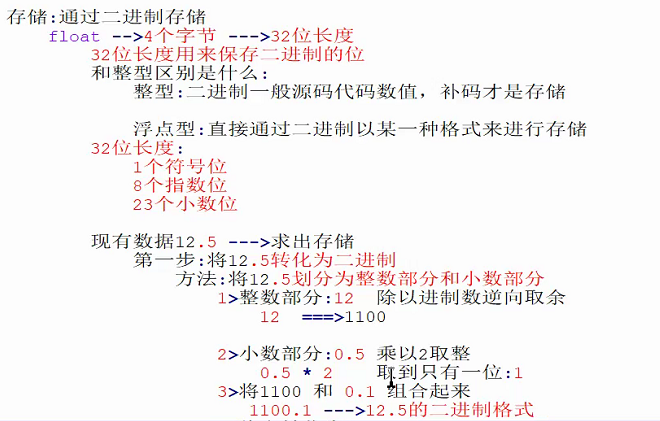 存储:通过二进制存储
float -->4个字节 --->32位长度
32位长度用来保存二进制的位
和整型区别是什么:
整型:二进制一般源码代码数值，补码才是存储
浮点型:直接通过二进制以某一种格式来进行存储
32位长度:
1个符号位
8个指数位
23个小数位
现有数据12.5 --->求出存储
第一步:将12.5转化为二进制
方法:将12.5划分为整数部分和小数部分
1>整数部分:12 除以进制数逆向取余
12 ===>1100
2>小数部分:0.5 乘以2取整
0.5 * 2 取到只有一位:1
3>将1100 和 0.1 组合起来
1100.1 --->12.5的二进制格式